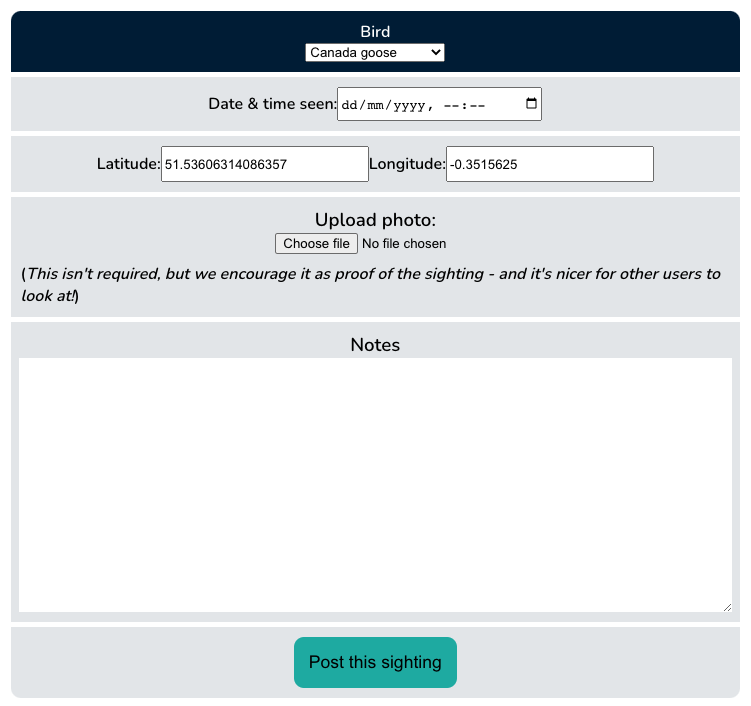 Bird
Canada goose
Date & time seen: dd/mm/yyyy, --:--
Latitude: 51.53606314086357 Longitude: -0.3515625
Upload photo:
Choose file No file chosen
(This isn't required, but we encourage it as proof of the sighting - and it's nicer for other users to
look at!)
Notes
Post this sighting